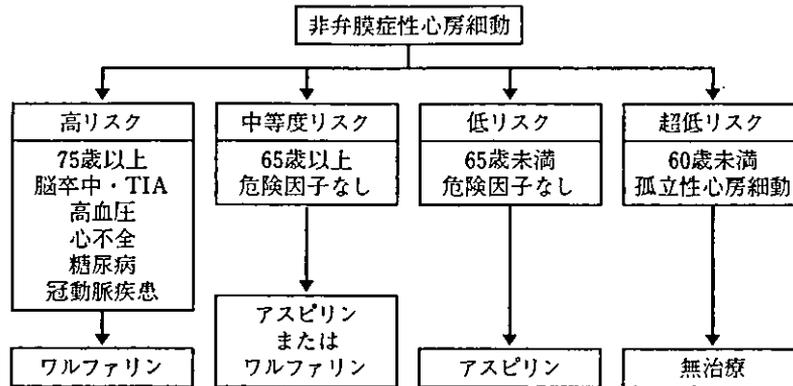 非弁膜症性心房細動
高リスク
75歳以上
脳卒中・TIA
高血圧
心不全
糖尿病
冠動脈疾患
ワルファリン
中等度リスク
65歳以上
危険因子なし
アスピリン
または
ワルファリン
低リスク
65歳未満
危険因子なし
アスピリン
超低リスク
60歳未満
孤立性心房細動
無治療